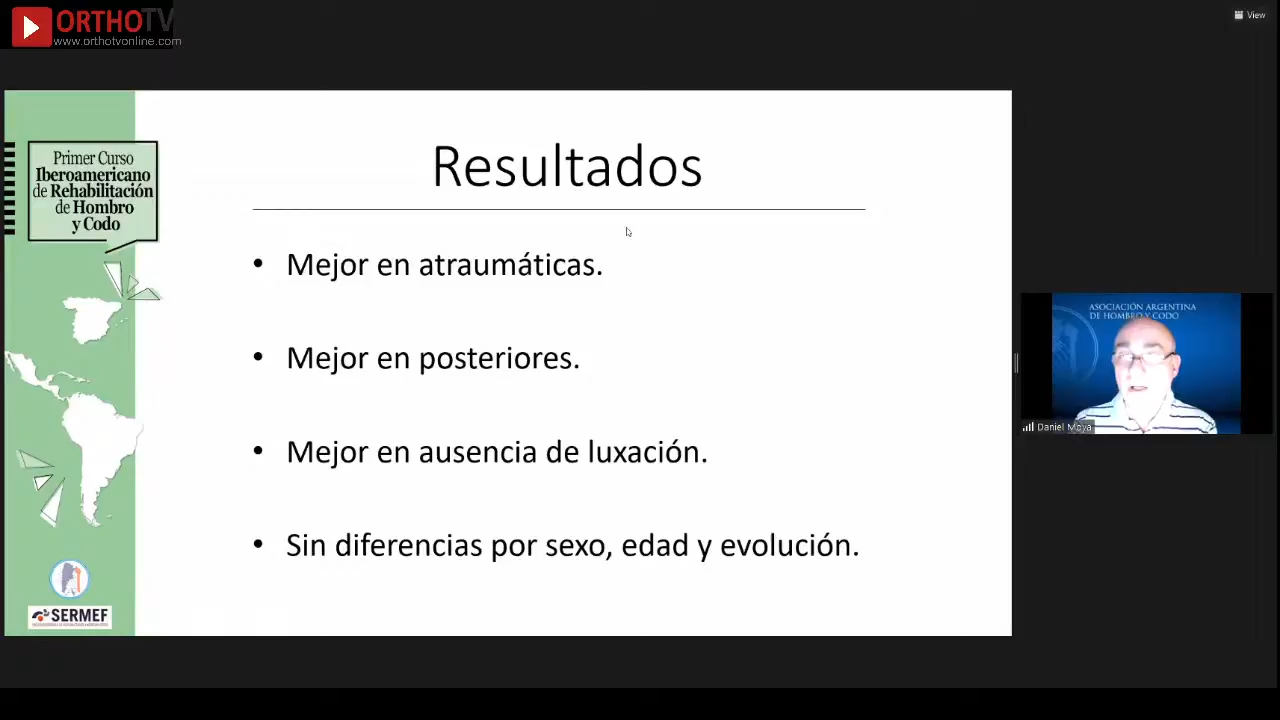 ORTHOTV
www.orthotvonline.com
View
Primer Curso
Iberoamericano
de Rehabilitación
de Hombro
y Codo
Resultados
• Mejor en atraumáticas.
• Mejor en posteriores.
• Mejor en ausencia de luxación.
• Sin diferencias por sexo, edad y evolución.
SERMEF
ASOCIACIÓN ARGENTINA
DE HOMBRO Y CODO
Daniel Moya